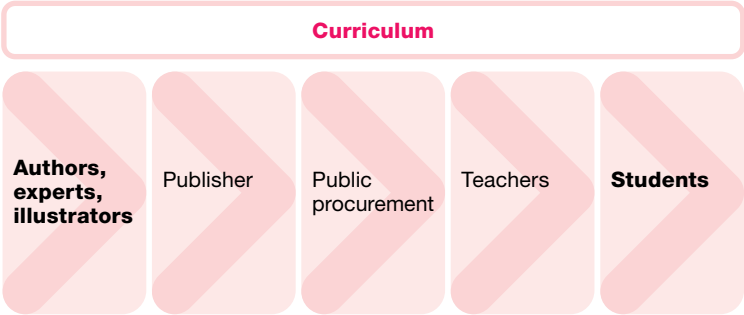 Curriculum
Authors,
experts,
illustrators
Publisher
Public
procurement
Teachers
Students